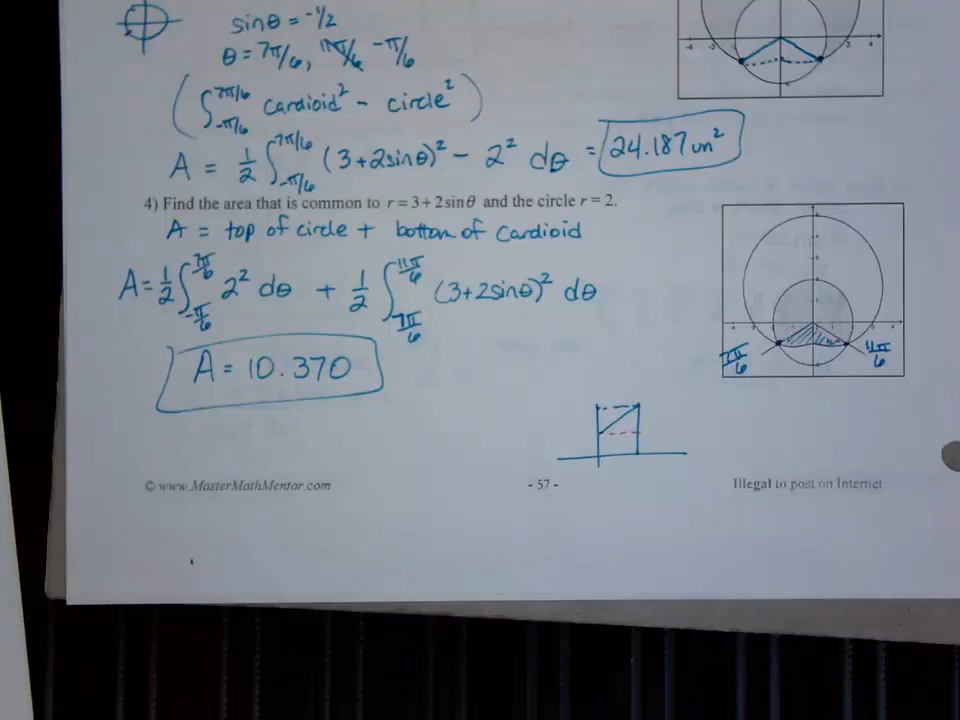 sinθ = -1/2
θ = 7π/6, 11π/6 -π/6
( ∫_{-π/6}^{7π/6} cardioid² - circle² )
A = 1/2 ∫_{-π/6}^{7π/6} (3+2sinθ)² - 2² dθ = 24.187 un²
4) Find the area that is common to r = 3 + 2 sin θ and the circle r = 2.
A = top of circle + bottom of cardioid
A = 1/2 ∫_{-π/6}^{7π/6} 2² dθ + 1/2 ∫_{7π/6}^{11π/6} (3+2sinθ)² dθ
7π/6 11π/6
A = 10.370
© www.MasterMathMentor.com - 57 - Illegal to post on Internet